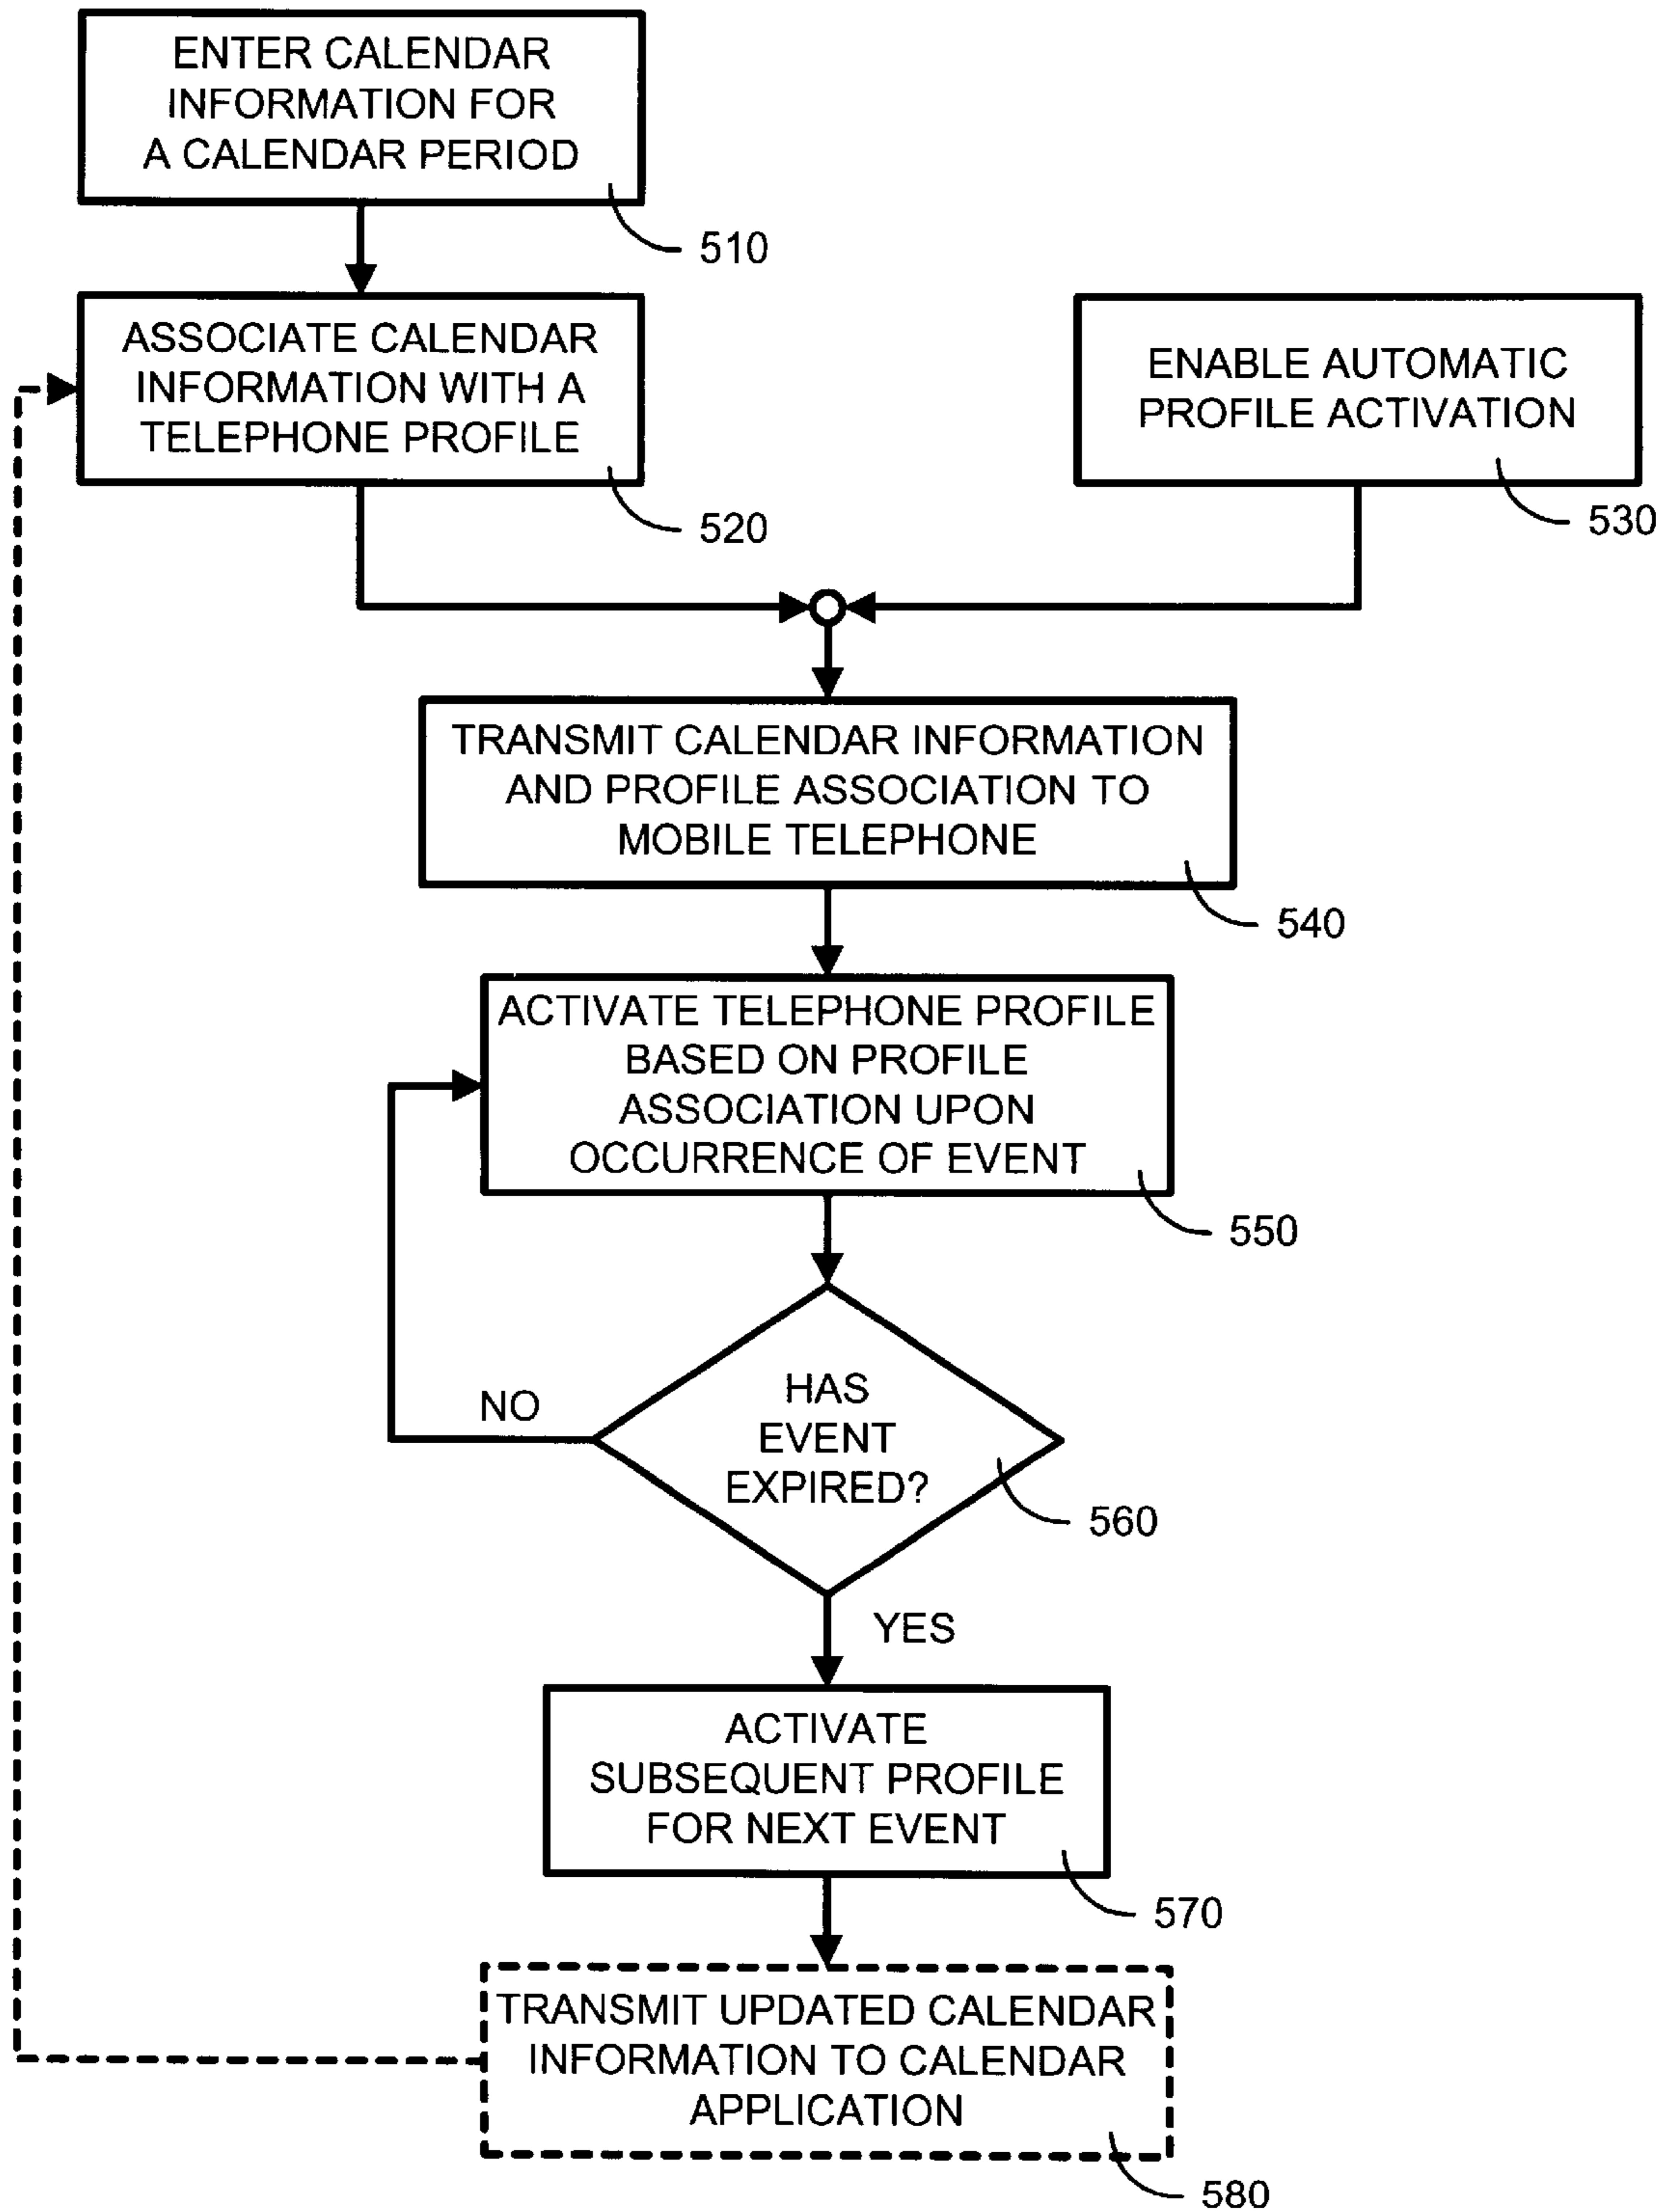 ENTER CALENDAR
INFORMATION FOR
A CALENDAR PERIOD
510
ASSOCIATE CALENDAR
INFORMATION WITH A
TELEPHONE PROFILE
520
ENABLE AUTOMATIC
PROFILE ACTIVATION
530
TRANSMIT CALENDAR INFORMATION
AND PROFILE ASSOCIATION TO
MOBILE TELEPHONE
540
ACTIVATE TELEPHONE PROFILE
BASED ON PROFILE
ASSOCIATION UPON
OCCURRENCE OF EVENT
550
HAS
EVENT
EXPIRED?
560
NO
YES
ACTIVATE
SUBSEQUENT PROFILE
FOR NEXT EVENT
570
TRANSMIT UPDATED CALENDAR
INFORMATION TO CALENDAR
APPLICATION
580